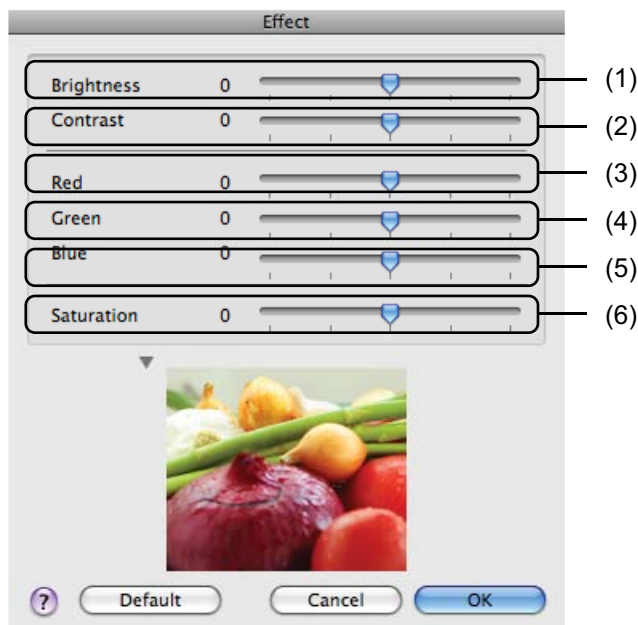 Effect
Brightness 0 (1)
Contrast 0 (2)
Red 0 (3)
Green 0 (4)
Blue 0 (5)
Saturation 0 (6)
? Default Cancel OK